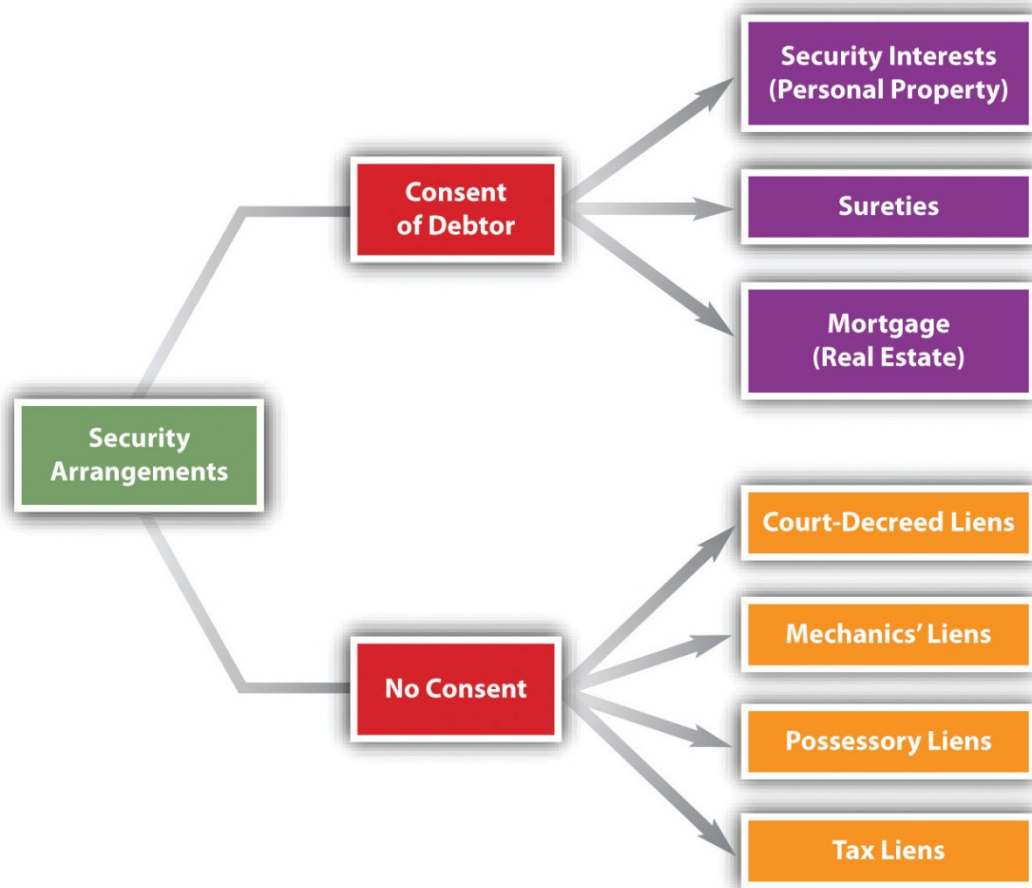 Security Interests
(Personal Property)
Consent
of Debtor
Sureties
Mortgage
(Real Estate)
Security
Arrangements
Court-Decreed Liens
Mechanics’ Liens
No Consent
Possessory Liens
Tax Liens